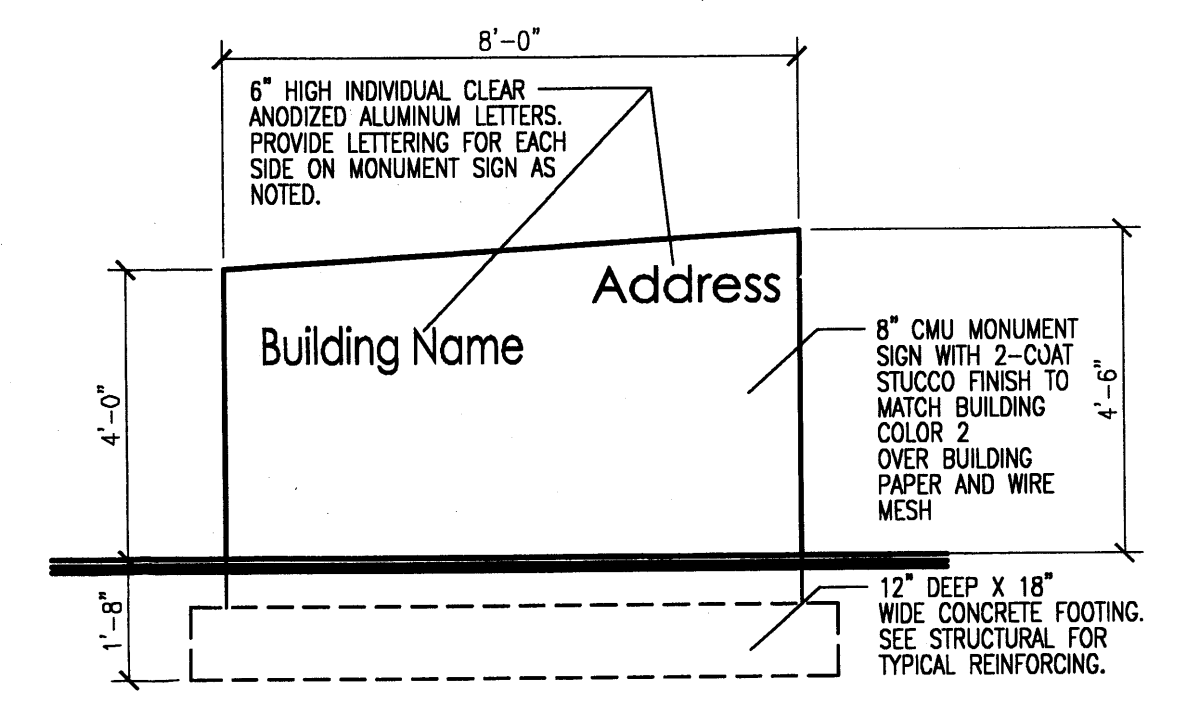 8'-0"
6" HIGH INDIVIDUAL CLEAR
ANODIZED ALUMINUM LETTERS.
PROVIDE LETTERING FOR EACH
SIDE ON MONUMENT SIGN AS
NOTED.
Address
Building Name
8" CMU MONUMENT
SIGN WITH 2-COAT
STUCCO FINISH TO
MATCH BUILDING
COLOR 2
OVER BUILDING
PAPER AND WIRE
MESH
4'-0"
4'-6"
1'-8"
12" DEEP X 18"
WIDE CONCRETE FOOTING.
SEE STRUCTURAL FOR
TYPICAL REINFORCING.